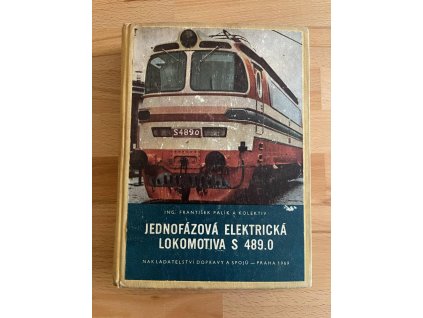 S489.0
ING. FRANTIŠEK PALÍK A KOLEKTIV
JEDNOFÁZOVÁ ELEKTRICKÁ
LOKOMOTIVA S 489.0
NAKLADATELSTVÍ DOPRAVY A SPOJŮ — PRAHA 1969